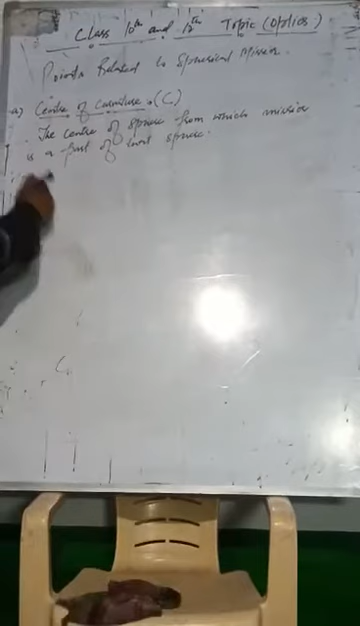 Class 10th and 12th Topic (Optics)
Points Related to Spherical Mirror.
a) Centre of Curvature. (C)
The centre of sphere from which mirror
is a part of that sphere.
C